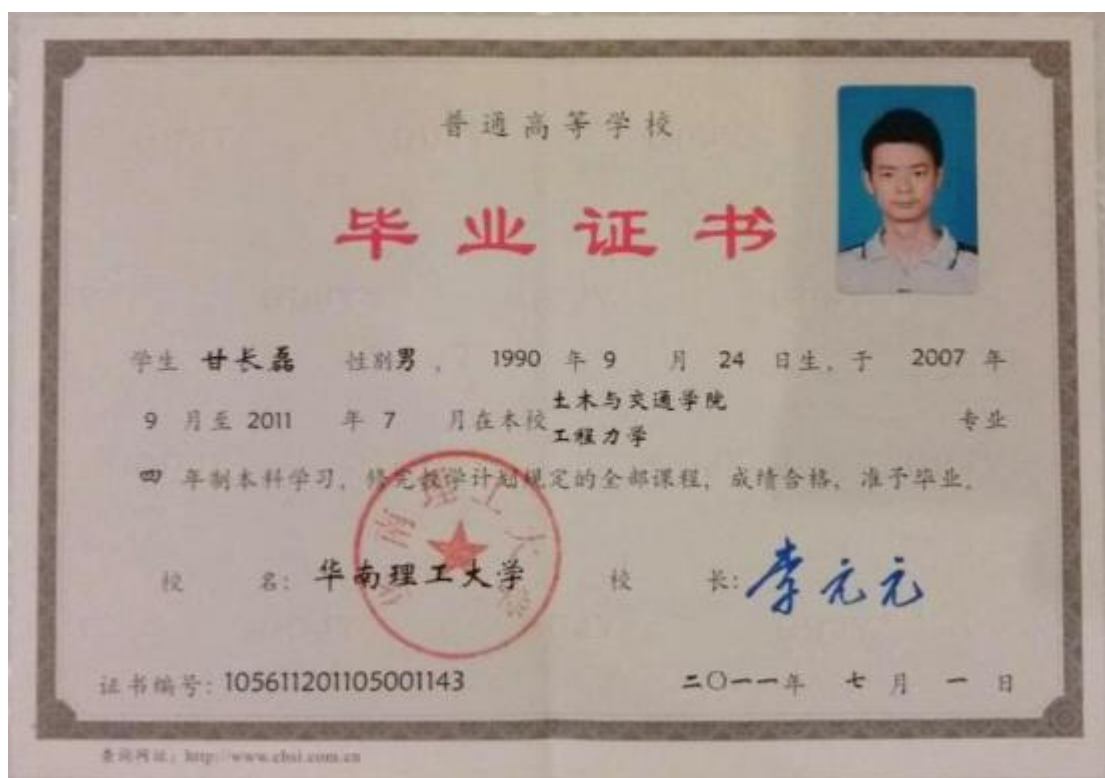 普通高等学校
毕业证书
学生 甘长磊 性别男， 1990 年 9 月 24 日生，于 2007 年
9 月至 2011 年 7 月在本校 土木与交通学院 工程力学 专业
四 年制本科学习，修完教学计划规定的全部课程，成绩合格，准予毕业。
华南理工大学
校 名： 华南理工大学 校 长： 李元元
证书编号：105611201105001143 二〇一一年 七 月 一 日
查询网址：http://www.chsi.com.cn